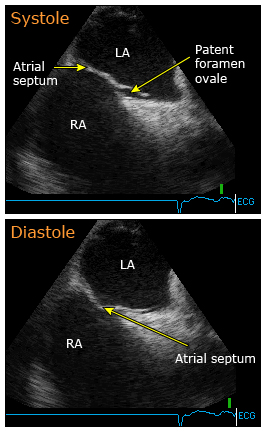 Systole
LA
Patent
foramen
ovale
Atrial
septum
RA
ECG
Diastole
LA
RA
Atrial septum
ECG